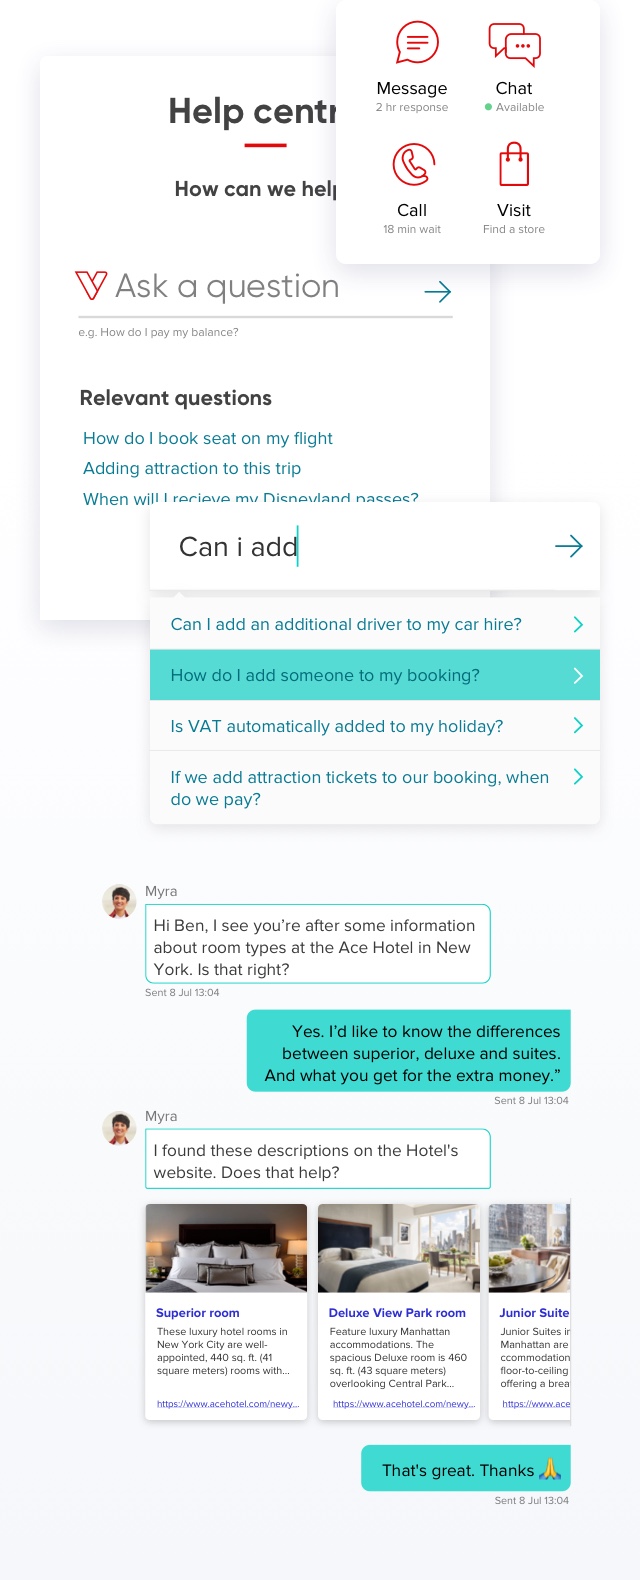 Help centr
How can we help
Message
2 hr response
Chat
Available
Call
18 min wait
Visit
Find a store
Ask a question
e.g. How do I pay my balance?
Relevant questions
How do I book seat on my flight
Adding attraction to this trip
When will I recieve my Disneyland passes?
Can i add
Can I add an additional driver to my car hire?
How do I add someone to my booking?
Is VAT automatically added to my holiday?
If we add attraction tickets to our booking, when
do we pay?
Myra
Hi Ben, I see you’re after some information
about room types at the Ace Hotel in New
York. Is that right?
Sent 8 Jul 13:04
Yes. I’d like to know the differences
between superior, deluxe and suites.
And what you get for the extra money.”
Sent 8 Jul 13:04
Myra
I found these descriptions on the Hotel's
website. Does that help?
Superior room
These luxury hotel rooms in
New York City are well-
appointed, 440 sq. ft. (41
square meters) rooms with...
https://www.acehotel.com/newy...
Deluxe View Park room
Feature luxury Manhattan
accommodations. The
spacious Deluxe room is 460
sq. ft. (43 square meters)
overlooking Central Park...
https://www.acehotel.com/newy...
Junior Suite
Junior Suites in
Manhattan are
ccommodation
floor-to-ceiling
offering a brea
https://www.ace
That's great. Thanks 🙏
Sent 8 Jul 13:04